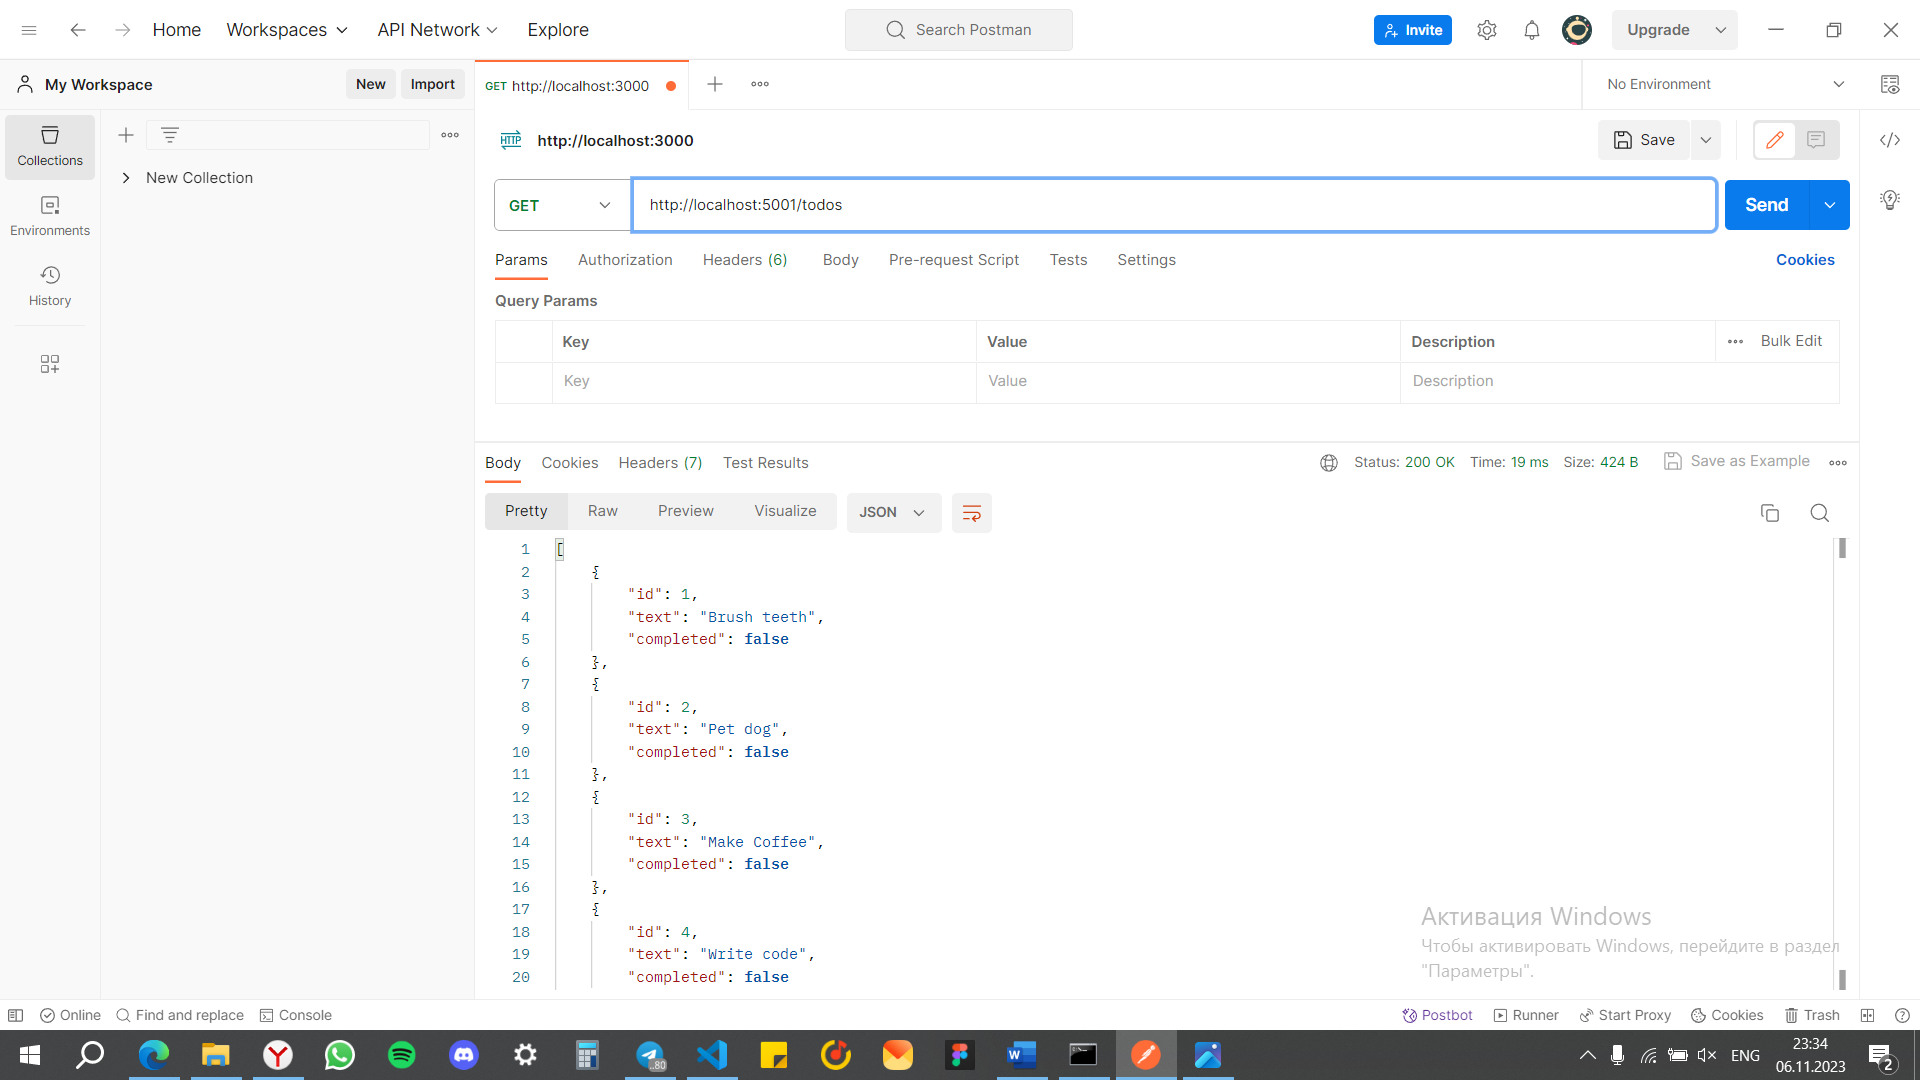 Home Workspaces API Network Explore Search Postman Invite Upgrade
My Workspace New Import GET http://localhost:3000 No Environment
HTTP http://localhost:3000 Save
Collections
New Collection
GET http://localhost:5001/todos Send
Environments
Params Authorization Headers (6) Body Pre-request Script Tests Settings Cookies
History
Query Params
Key Value Description Bulk Edit
Key Value Description
Body Cookies Headers (7) Test Results Status: 200 OK Time: 19 ms Size: 424 B Save as Example
Pretty Raw Preview Visualize JSON
1 [
2 {
3 "id": 1,
4 "text": "Brush teeth",
5 "completed": false
6 },
7 {
8 "id": 2,
9 "text": "Pet dog",
10 "completed": false
11 },
12 {
13 "id": 3,
14 "text": "Make Coffee",
15 "completed": false
16 },
17 {
18 "id": 4,
19 "text": "Write code",
20 "completed": false
Активация Windows
Чтобы активировать Windows, перейдите в раздел
"Параметры".
Online Find and replace Console Postbot Runner Start Proxy Cookies Trash
80 ENG 23:34
06.11.2023 2